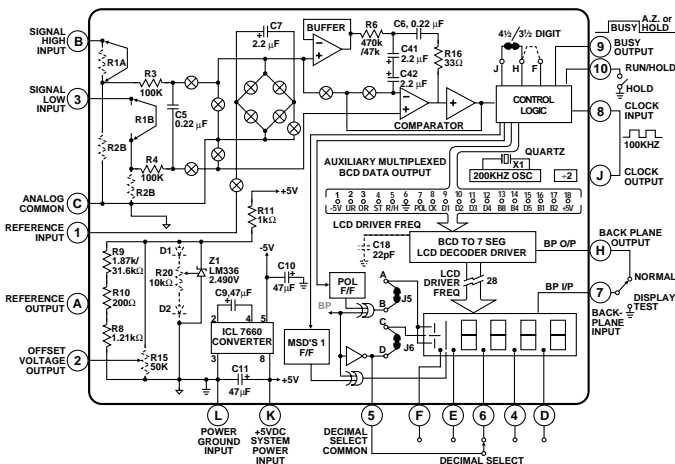 SIGNAL
HIGH
INPUT
B
R1A
SIGNAL
LOW
INPUT
3
R1B
R2B
R2B
R3
100K
C5
0.22 µF
R4
100K
ANALOG
COMMON
C
REFERENCE
INPUT
1
C7
2.2 µF
BUFFER
R6
470k
/47k
C6, 0.22 µF
C41
2.2 µF
C42
2.2 µF
R16
33Ω
COMPARATOR
4½/3½ DIGIT
J
H
F
CONTROL
LOGIC
BUSY
A.Z. or
HOLD
9
BUSY
OUTPUT
10
RUN/HOLD
HOLD
8
CLOCK
INPUT
100KHZ
J
CLOCK
OUTPUT
QUARTZ
X1
200KHZ OSC
÷2
AUXILIARY MULTIPLEXED
BCD DATA OUTPUT
1 2 3 4 5 6 7 8 9 10 11 12 13 14 15 16 17 18
-5V UR OR ST R/H POL CK D1 D2 D3 D4 B8 B4 D5 B1 B2 +5V
LCD DRIVER FREQ
C18
22pF
BCD TO 7 SEG
LCD DECODER DRIVER
BP O/P
LCD
DRIVER
FREQ
28
BP I/P
BACK PLANE
OUTPUT
H
NORMAL
7
DISPLAY
TEST
BACK-
PLANE
INPUT
+5V
R11
1kΩ
R9
1.87k/
31.6kΩ
R10
200Ω
R8
1.21kΩ
REFERENCE
OUTPUT
A
OFFSET
VOLTAGE
OUTPUT
2
D1
R20
10kΩ
D2
Z1
LM336
2.490V
R15
50K
-5V
C10
47µF
C9,47µF
2 4 5
ICL 7660
CONVERTER
3 8
C11
47µF
+5V
POL
F/F
BP
MSD'S 1
F/F
A
B
J5
C
D
J6
L
POWER
GROUND
INPUT
K
+5VDC
SYSTEM
POWER
INPUT
5
DECIMAL
SELECT
COMMON
F
E
6
4
D
DECIMAL SELECT